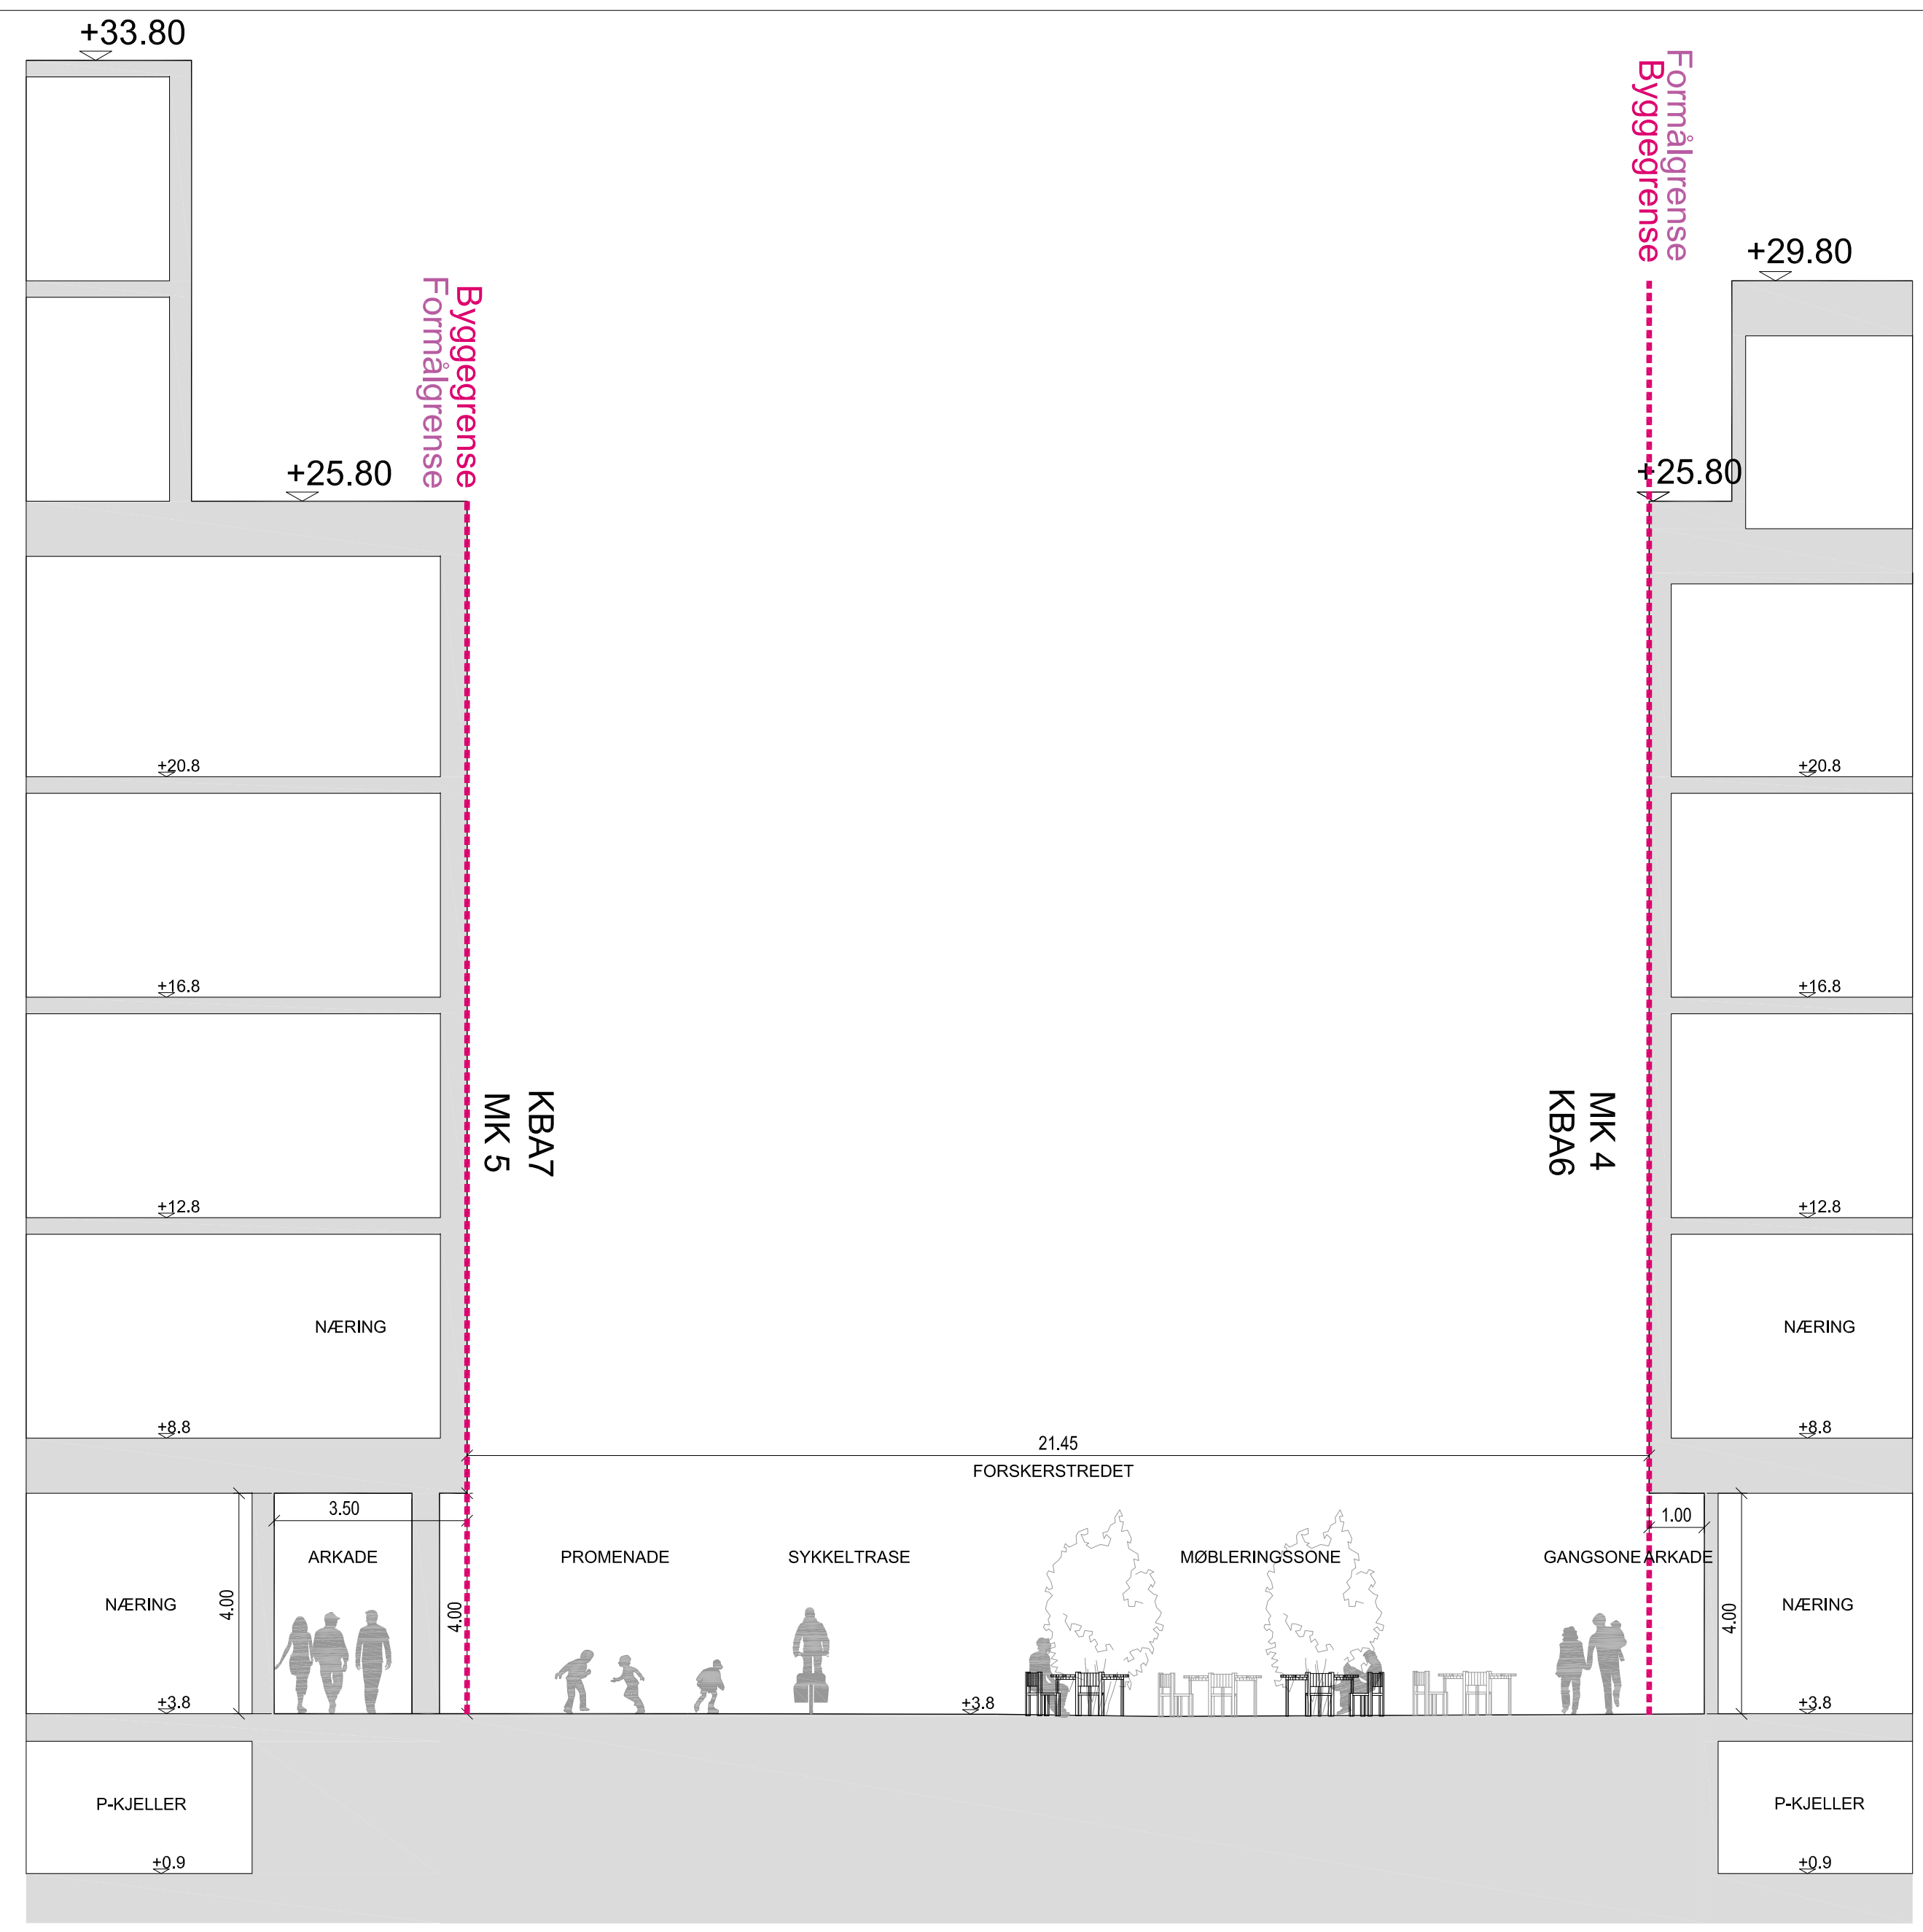 +33.80
Formålgrense
Byggegrense
+29.80
Byggegrense
Formålgrense
+25.80
+25.80
+20.8
+20.8
+16.8
+16.8
KBA7
MK 5
MK 4
KBA6
+12.8
+12.8
NÆRING
NÆRING
+8.8
+8.8
21.45
FORSKERSTREDET
3.50
1.00
ARKADE
PROMENADE
SYKKELTRASE
MØBLERINGSSONE
GANGSONE
ARKADE
NÆRING
4.00
4.00
4.00
NÆRING
+3.8
+3.8
+3.8
P-KJELLER
P-KJELLER
+0.9
+0.9